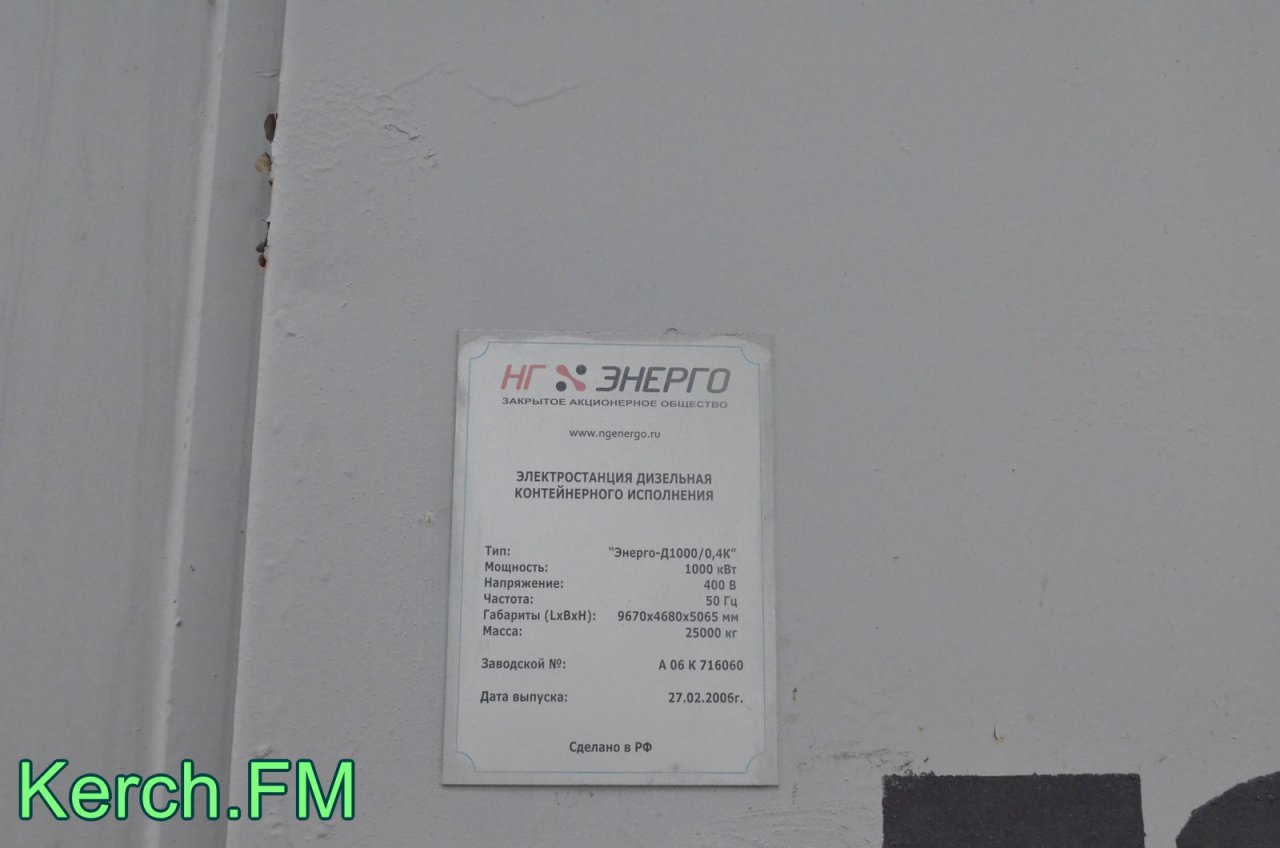 НГ ЭНЕРГО
ЗАКРЫТОЕ АКЦИОНЕРНОЕ ОБЩЕСТВО
www.ngenergo.ru
ЭЛЕКТРОСТАНЦИЯ ДИЗЕЛЬНАЯ
КОНТЕЙНЕРНОГО ИСПОЛНЕНИЯ
Тип: "Энерго-Д1000/0,4К"
Мощность: 1000 кВт
Напряжение: 400 В
Частота: 50 Гц
Габариты (LxBxH): 9670x4680x5065 мм
Масса: 25000 кг
Заводской №: А 06 К 716060
Дата выпуска: 27.02.2006г.
Сделано в РФ
Kerch.FM